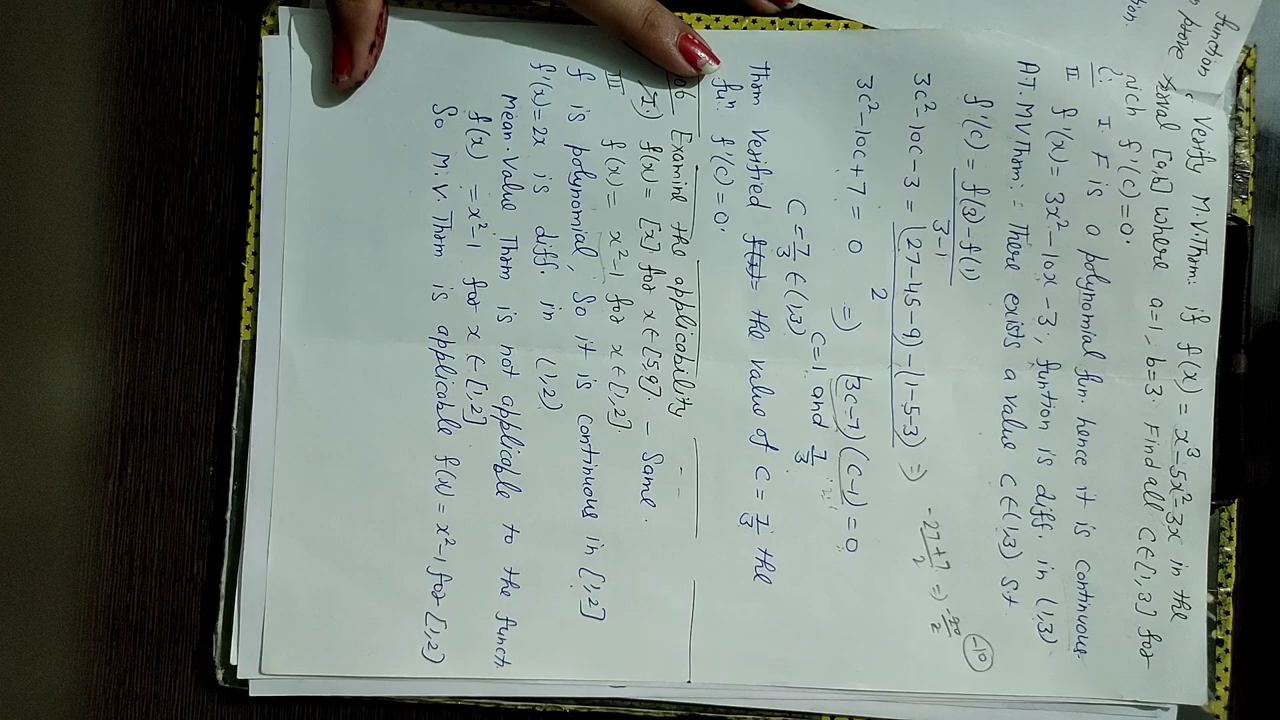 function
tion.
Verify M.V.Thm: if f(x) = x³-5x²-3x in the
[a,b] where a=1, b=3. Find all C∈[1,3] for
f'(c) = 0.
I. F is a polynomial fun. hence it is continuous
II f'(x) = 3x²-10x-3, funtion is diff. in (1,3)
AT. MVThm: There exists a value C∈(1,3) St.
f'(c) = f(3)-f(1)
3-1
3c²-10c-3 = (27-45-9)-(1-5-3) ⇒ -27+7 ⇒ -20 -10
2 2 2
3c²-10c+7 = 0 ⇒ (3c-7)(c-1) = 0
C=1 and 7/3
C = 7/3 ∈(1,3)
Thm verified the value of C = 7/3 the
fuⁿ f'(c) = 0.
Examine the applicability
I.) f(x) = [x] for x∈[5,9]. - Same.
III f(x) = x²-1 for x∈[1,2].
f is polynomial, So it is continuous in [1,2]
f'(x) = 2x is diff. in (1,2)
mean. value Thm is not applicable to the funct.
f(x) = x²-1 for x∈[1,2]
So M.V. Thm is applicable f(x) = x²-1 for [1,2)